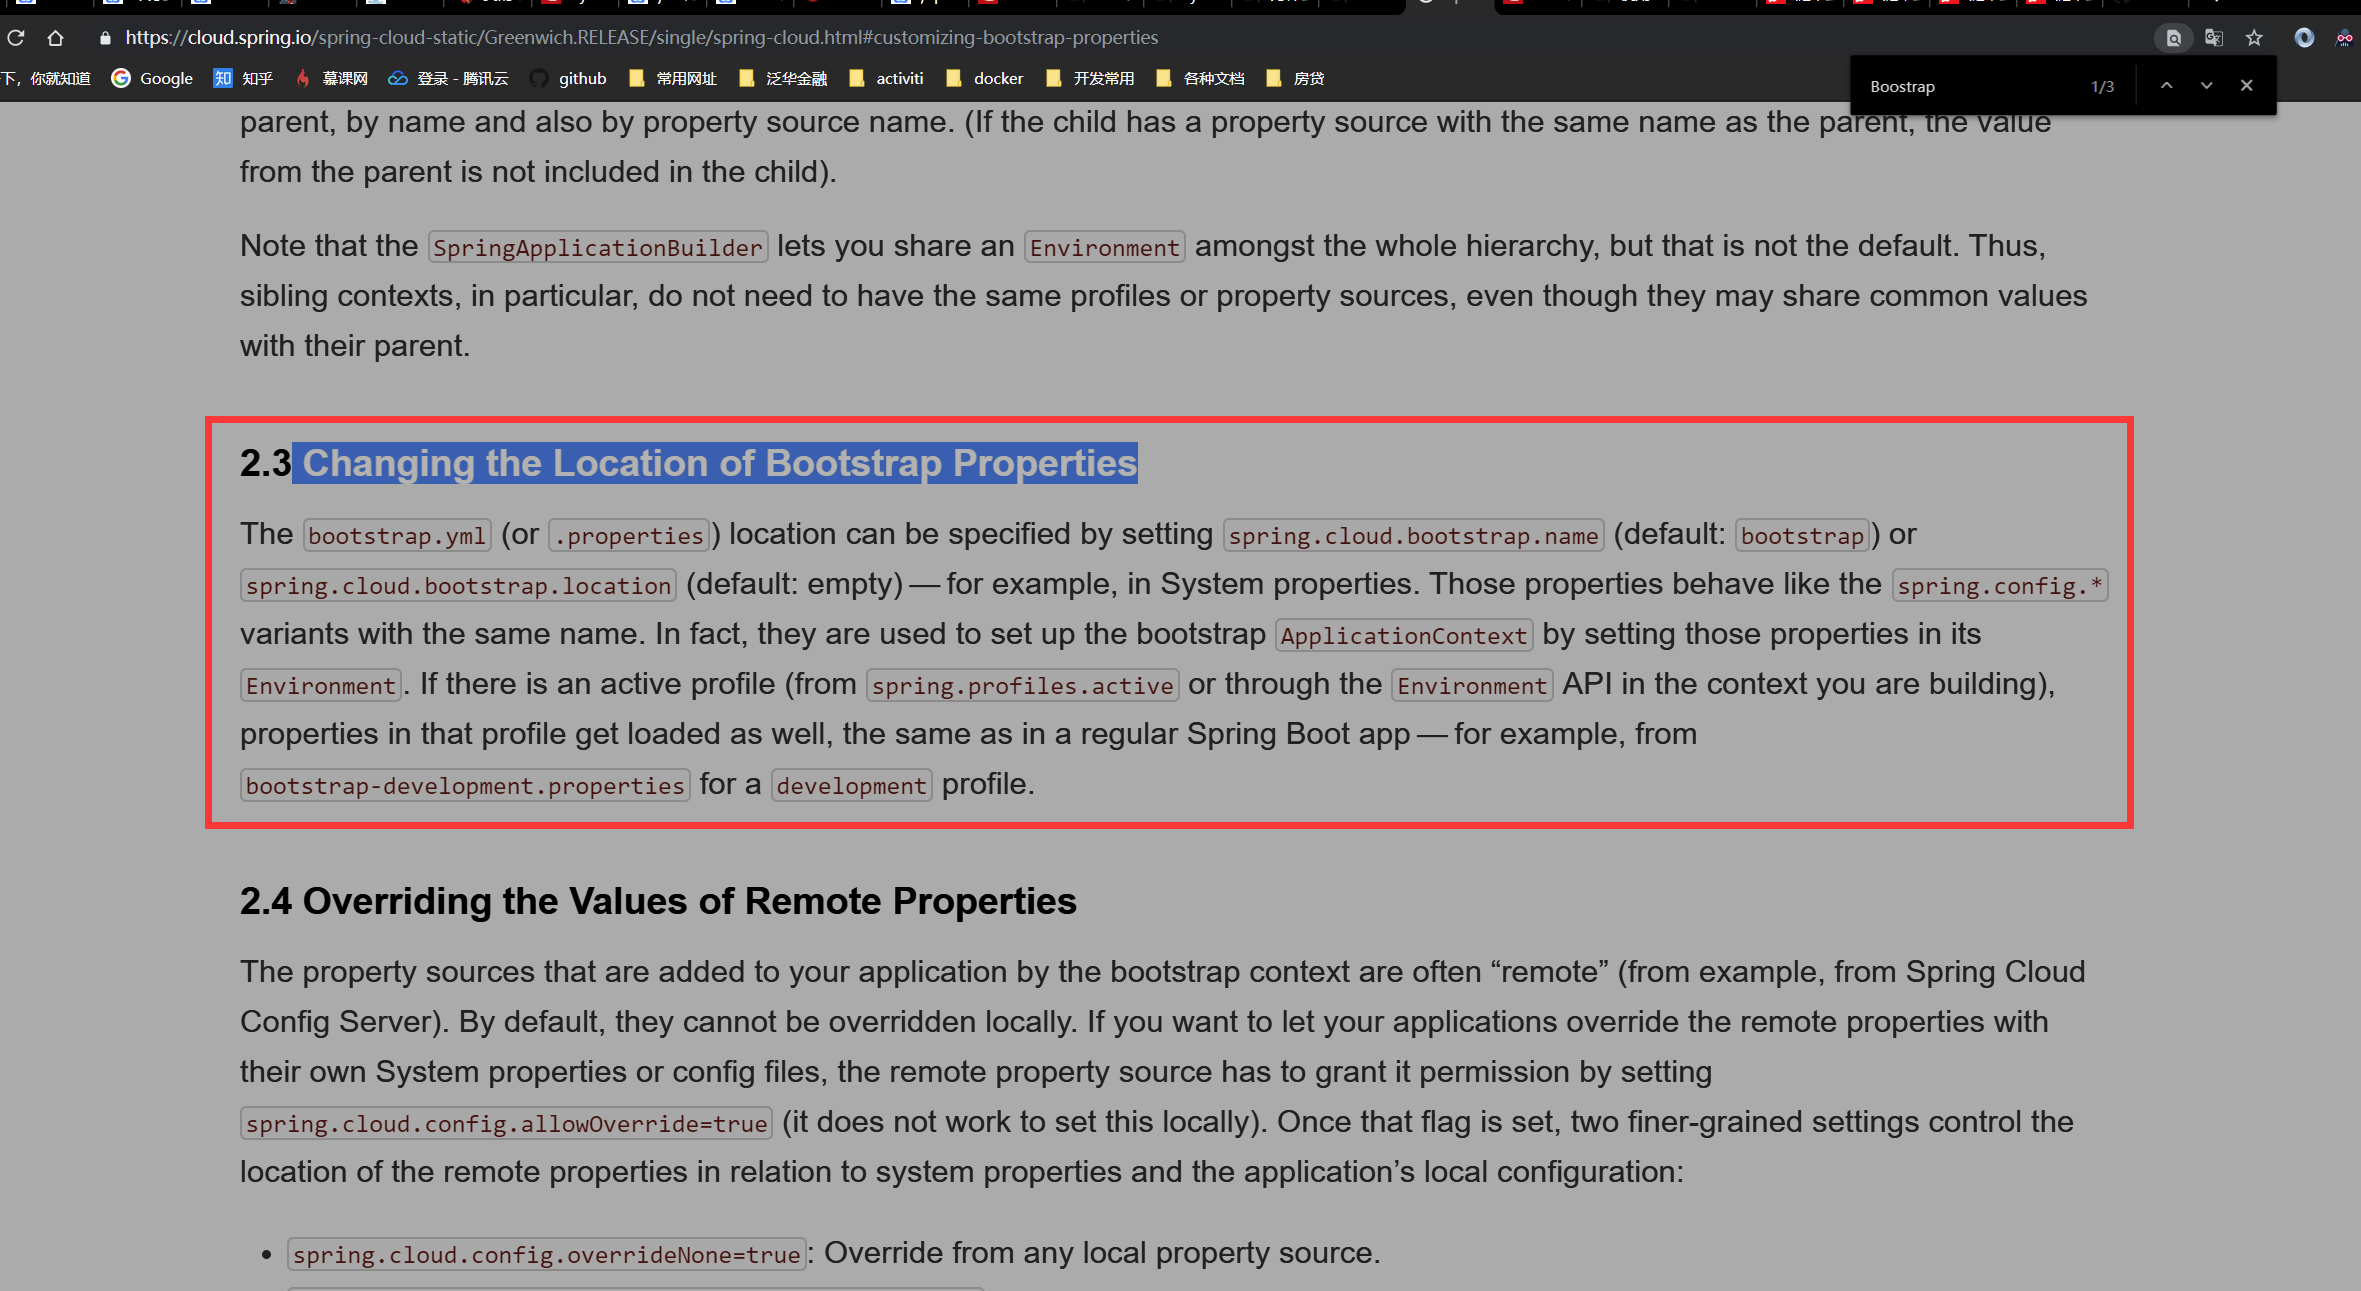 https://cloud.spring.io/spring-cloud-static/Greenwich.RELEASE/single/spring-cloud.html#customizing-bootstrap-properties
下，你就知道 Google 知乎 慕课网 登录 - 腾讯云 github 常用网址 泛华金融 activiti docker 开发常用 各种文档 房贷
Boostrap 1/3
parent, by name and also by property source name. (If the child has a property source with the same name as the parent, the value
from the parent is not included in the child).
Note that the SpringApplicationBuilder lets you share an Environment amongst the whole hierarchy, but that is not the default. Thus,
sibling contexts, in particular, do not need to have the same profiles or property sources, even though they may share common values
with their parent.
2.3 Changing the Location of Bootstrap Properties
The bootstrap.yml (or .properties) location can be specified by setting spring.cloud.bootstrap.name (default: bootstrap) or
spring.cloud.bootstrap.location (default: empty) — for example, in System properties. Those properties behave like the spring.config.*
variants with the same name. In fact, they are used to set up the bootstrap ApplicationContext by setting those properties in its
Environment. If there is an active profile (from spring.profiles.active or through the Environment API in the context you are building),
properties in that profile get loaded as well, the same as in a regular Spring Boot app — for example, from
bootstrap-development.properties for a development profile.
2.4 Overriding the Values of Remote Properties
The property sources that are added to your application by the bootstrap context are often “remote” (from example, from Spring Cloud
Config Server). By default, they cannot be overridden locally. If you want to let your applications override the remote properties with
their own System properties or config files, the remote property source has to grant it permission by setting
spring.cloud.config.allowOverride=true (it does not work to set this locally). Once that flag is set, two finer-grained settings control the
location of the remote properties in relation to system properties and the application’s local configuration:
• spring.cloud.config.overrideNone=true: Override from any local property source.